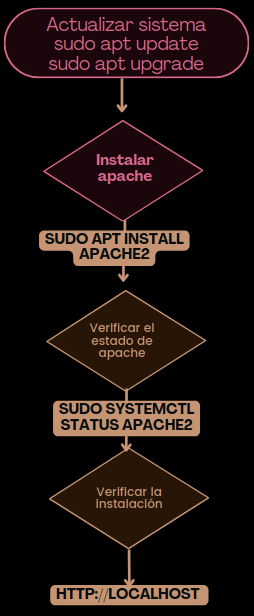 Actualizar sistema
sudo apt update
sudo apt upgrade
Instalar
apache
SUDO APT INSTALL
APACHE2
Verificar el
estado de
apache
SUDO SYSTEMCTL
STATUS APACHE2
Verificar la
instalación
HTTP://LOCALHOST